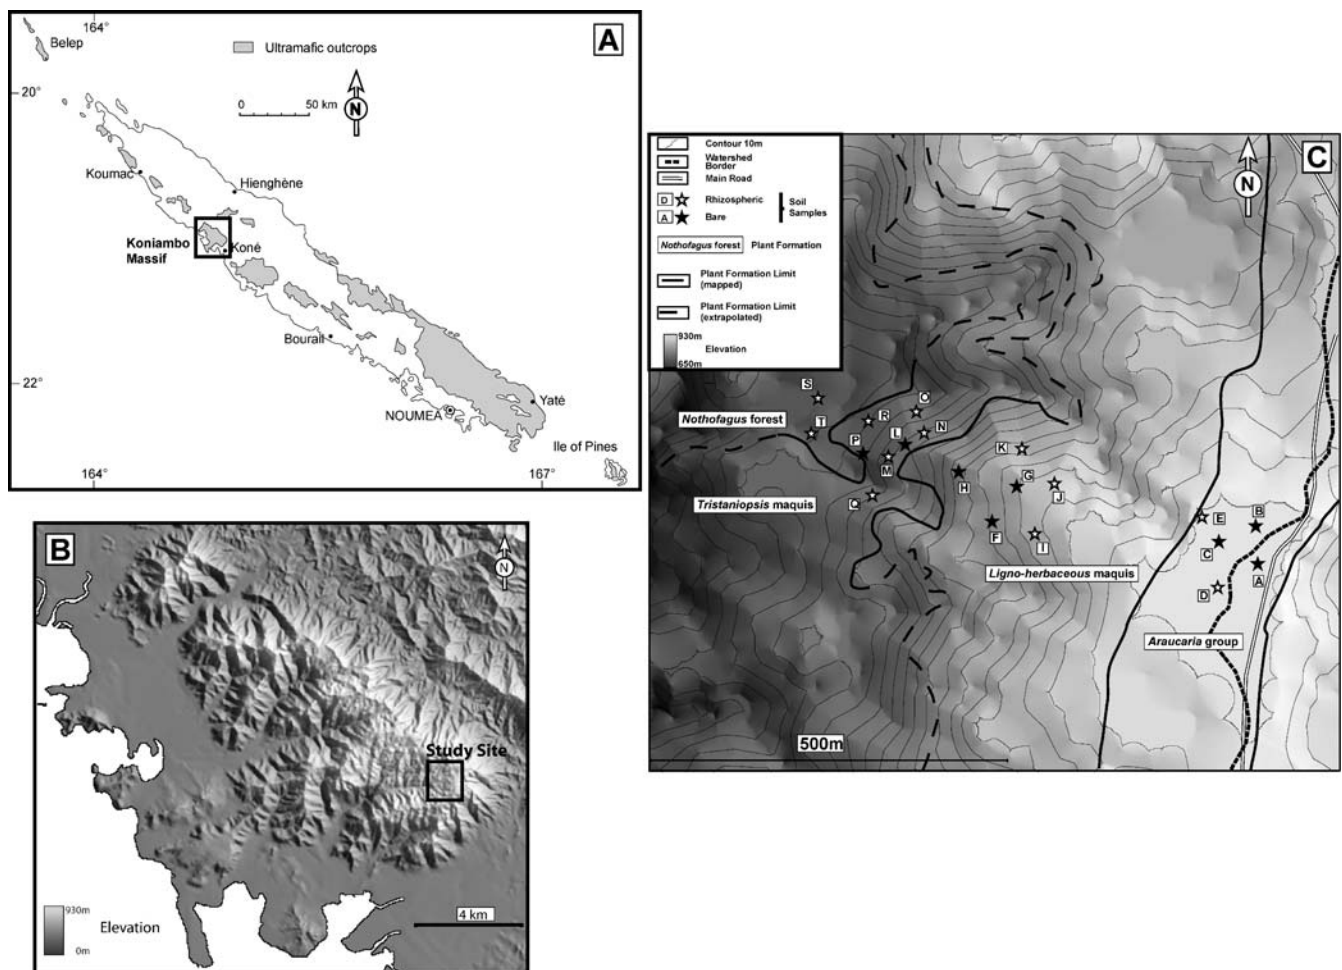 164°
Belep
Ultramafic outcrops
A
20°
0 50 km
N
Koumac
Hienghène
Koniambo
Massif
Koné
Bourail
22°
NOUMEA
Yaté
Ile of Pines
164°
167°
B
N
Study Site
930m
Elevation
0m
4 km
C
N
Contour 10m
Watershed
Border
Main Road
D Rhizospheric
A Bare
Soil
Samples
Nothofagus forest Plant Formation
Plant Formation Limit
(mapped)
Plant Formation Limit
(extrapolated)
930m
Elevation
650m
S
O
R
T
N
L
P
K
Nothofagus forest
M
H
G
J
Q
Tristaniopsis maquis
E
B
F
I
C
Ligno-herbaceous maquis
A
D
Araucaria group
500m